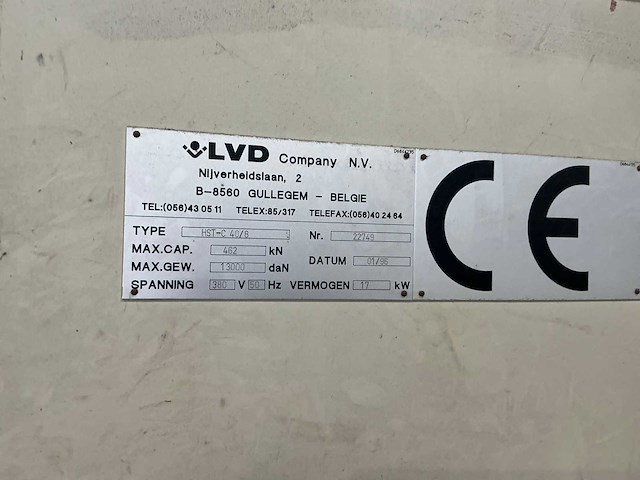 LVD Company N.V.
Nijverheidslaan, 2
B-8560 GULLEGEM - BELGIE
TEL:(056)43 05 11 TELEX:85/317 TELEFAX:(056)40 24 64
TYPE HST-C 40/8 Nr. 22749
MAX.CAP. 462 kN
MAX.GEW. 13000 daN DATUM 01/96
SPANNING 380 V 50 Hz VERMOGEN 17 kW
CE